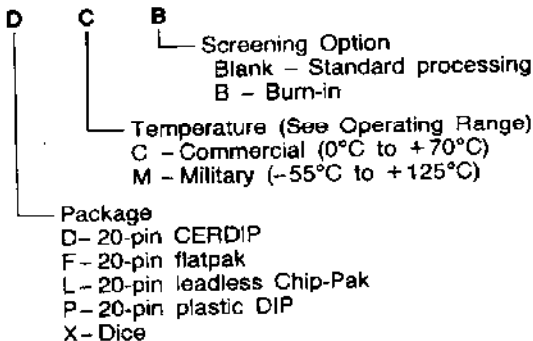 D C B
Screening Option
Blank – Standard processing
B – Burn-in
Temperature (See Operating Range)
C – Commercial (0°C to +70°C)
M – Military (–55°C to +125°C)
Package
D– 20-pin CERDIP
F – 20-pin flatpak
L – 20-pin leadless Chip-Pak
P – 20-pin plastic DIP
X – Dice